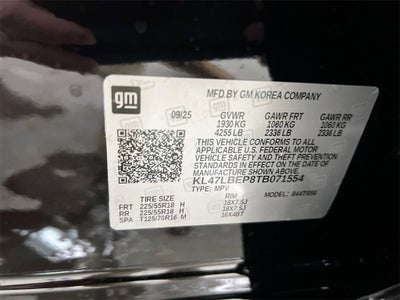 gm
MFD.BY GM KOREA COMPANY
09/25 GVWR GAWR FRT GAWR RR
1930 KG 1060 KG 1060 KG
4255 LB 2336 LB 2336 LB
THIS VEHICLE CONFORMS TO ALL
APPLICABLE U.S. FEDERAL MOTOR
VEHICLE SAFETY STANDARDS IN
EFFECT ON THE DATE OF
MANUFACTURE SHOWN ABOVE.
KL47LBEP8TB071554
TYPE: MPV MODEL:
TIRE SIZE RIM
FRT 225/55R18 H 18X7.5J
RR 225/55R18 H 18X7.5J
SPA T125/70R16 M 16X4BT